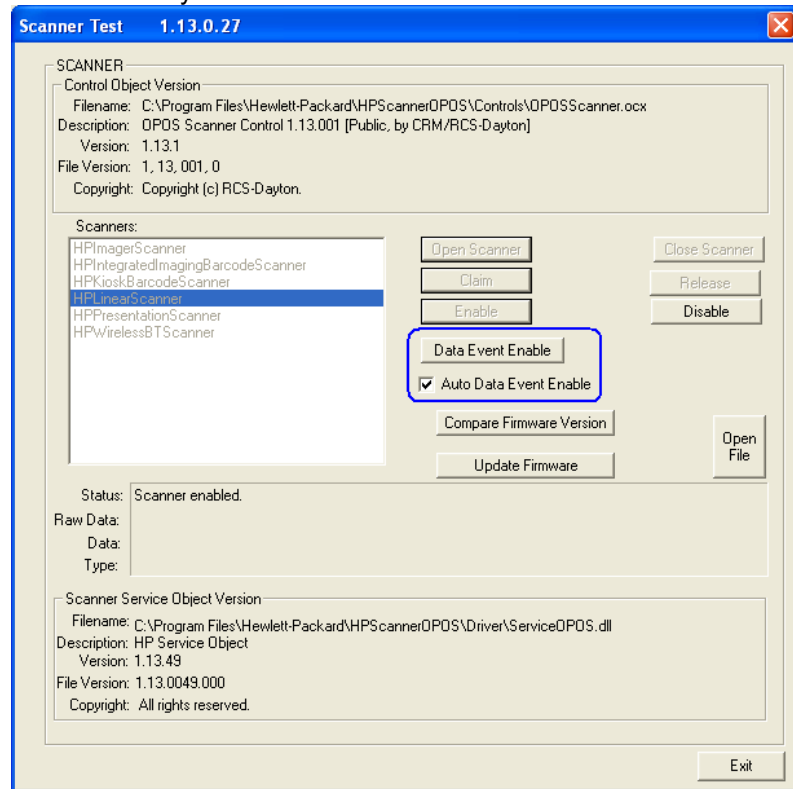 Scanner Test 1.13.0.27
SCANNER
Control Object Version
Filename: C:\Program Files\Hewlett-Packard\HPScannerOPOS\Controls\OPOSScanner.ocx
Description: OPOS Scanner Control 1.13.001 [Public, by CRM/RCS-Dayton]
Version: 1.13.1
File Version: 1, 13, 001, 0
Copyright: Copyright (c) RCS-Dayton.
Scanners:
HPImagerScanner
HPIntegratedImagingBarcodeScanner
HPKioskBarcodeScanner
HPLinearScanner
HPPresentationScanner
HPWirelessBTScanner
Open Scanner
Close Scanner
Claim
Release
Enable
Disable
Data Event Enable
Auto Data Event Enable
Compare Firmware Version
Update Firmware
Open
File
Status: Scanner enabled.
Raw Data:
Data:
Type:
Scanner Service Object Version
Filename: C:\Program Files\Hewlett-Packard\HPScannerOPOS\Driver\ServiceOPOS.dll
Description: HP Service Object
Version: 1.13.49
File Version: 1.13.0049.000
Copyright: All rights reserved.
Exit